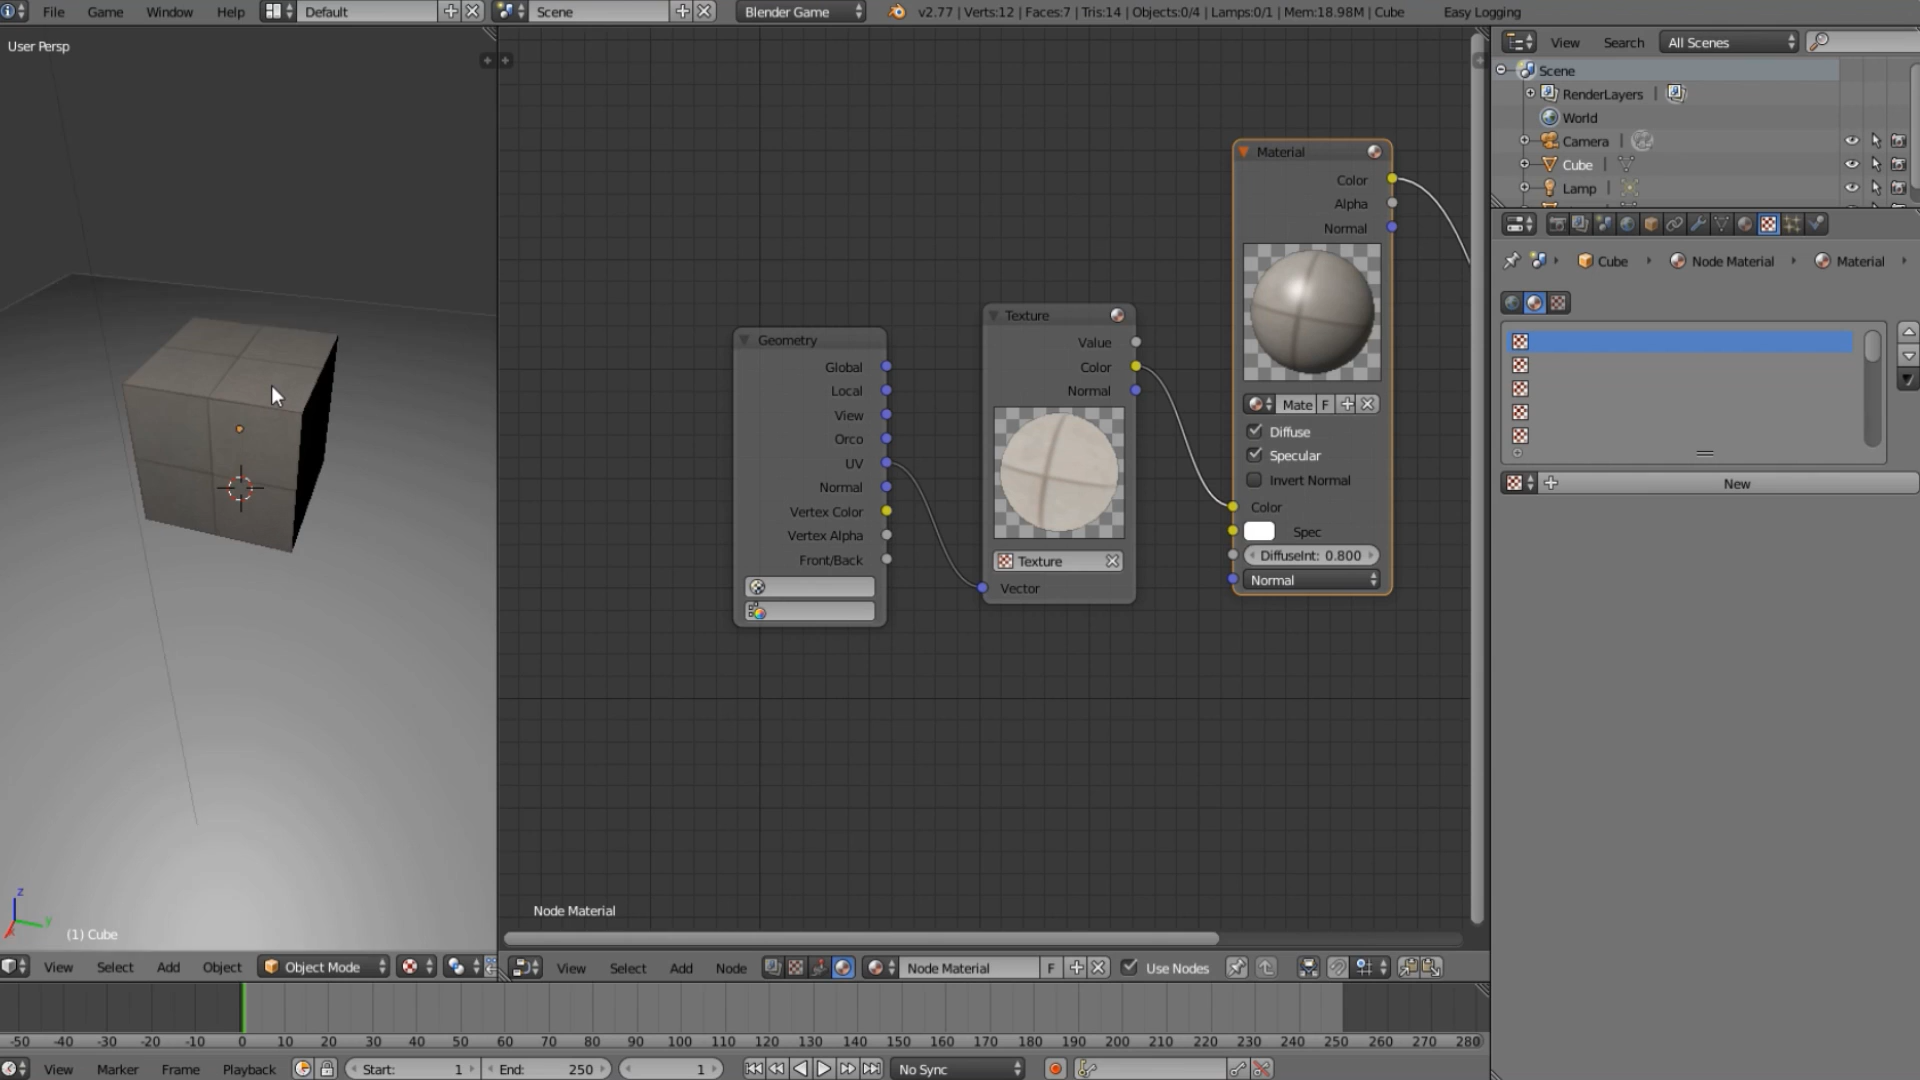 File Game Window Help Default Scene Blender Game v2.77 | Verts:12 | Faces:7 | Tris:14 | Objects:0/4 | Lamps:0/1 | Mem:18.98M | Cube Easy Logging
User Persp
View Search All Scenes
Scene
RenderLayers
World
Camera
Cube
Lamp
Cube Node Material Material
New
Material
Color
Alpha
Normal
Mate F
Diffuse
Specular
Invert Normal
Color
Spec
DiffuseInt: 0.800
Normal
Texture
Value
Color
Normal
Texture
Vector
Geometry
Global
Local
View
Orco
UV
Normal
Vertex Color
Vertex Alpha
Front/Back
Node Material
z
y
(1) Cube
View Select Add Object Object Mode
View Select Add Node Node Material F Use Nodes
-50 -40 -30 -20 -10 0 10 20 30 40 50 60 70 80 90 100 110 120 130 140 150 160 170 180 190 200 210 220 230 240 250 260 270 280
View Marker Frame Playback Start: 1 End: 250 1 No Sync